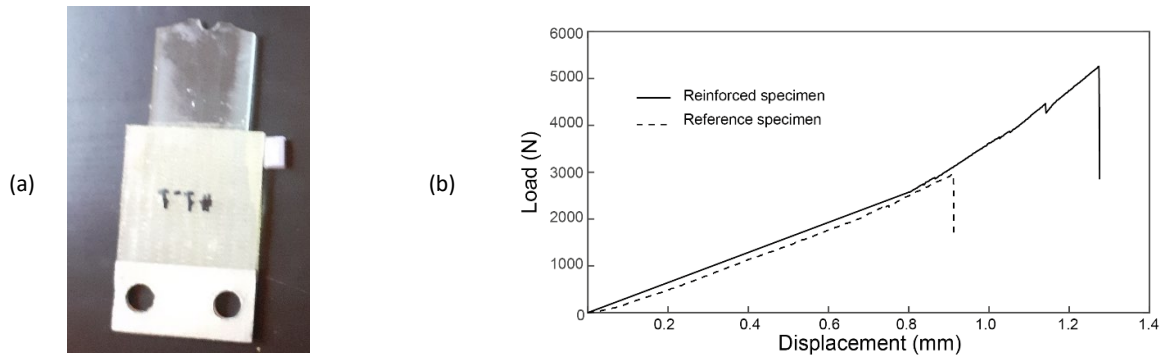 (a)
(b)
Load (N)
6000
5000
4000
3000
2000
1000
0
Reinforced specimen
Reference specimen
0.2 0.4 0.6 0.8 1.0 1.2 1.4
Displacement (mm)